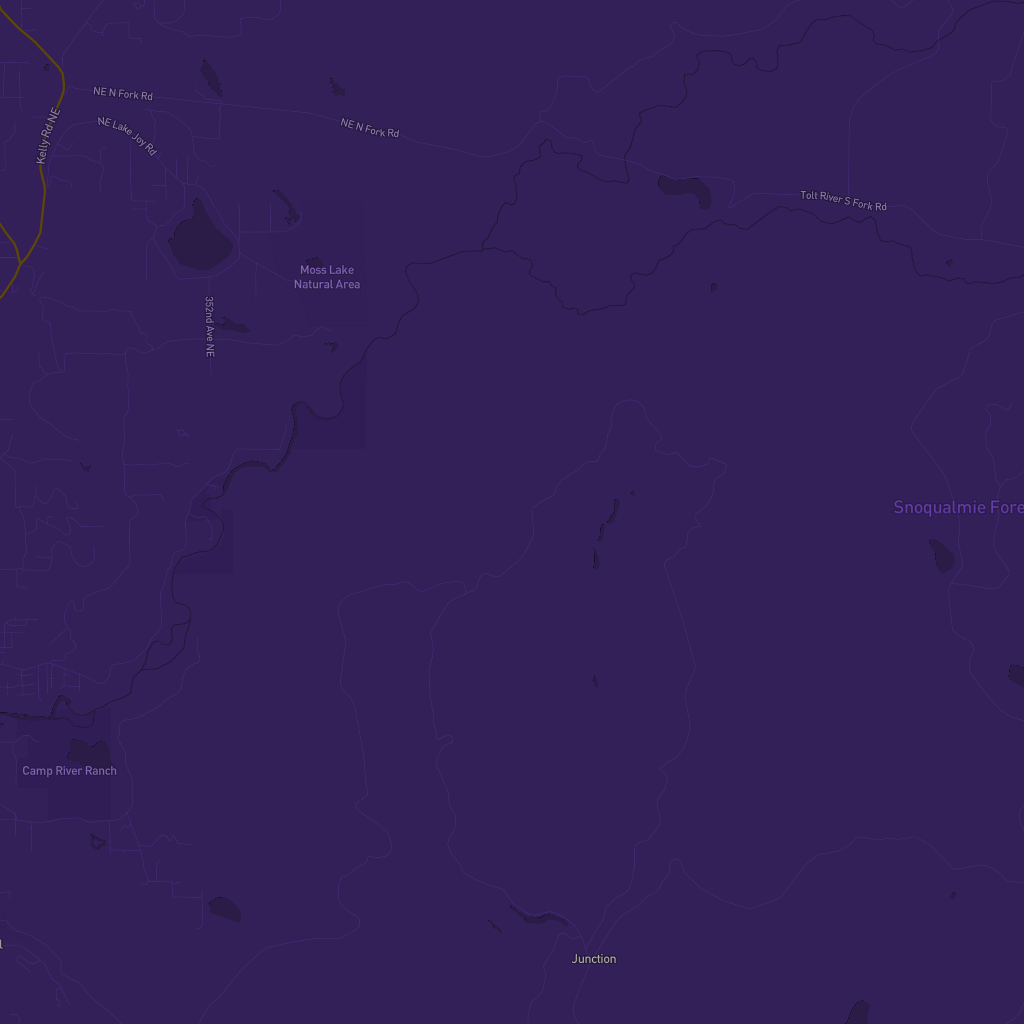 NE N Fork Rd
NE Lake Joy Rd
Kelly Rd NE
NE N Fork Rd
Tolt River S Fork Rd
Moss Lake
Natural Area
352nd Ave NE
Snoqualmie Fore
Camp River Ranch
l
Junction